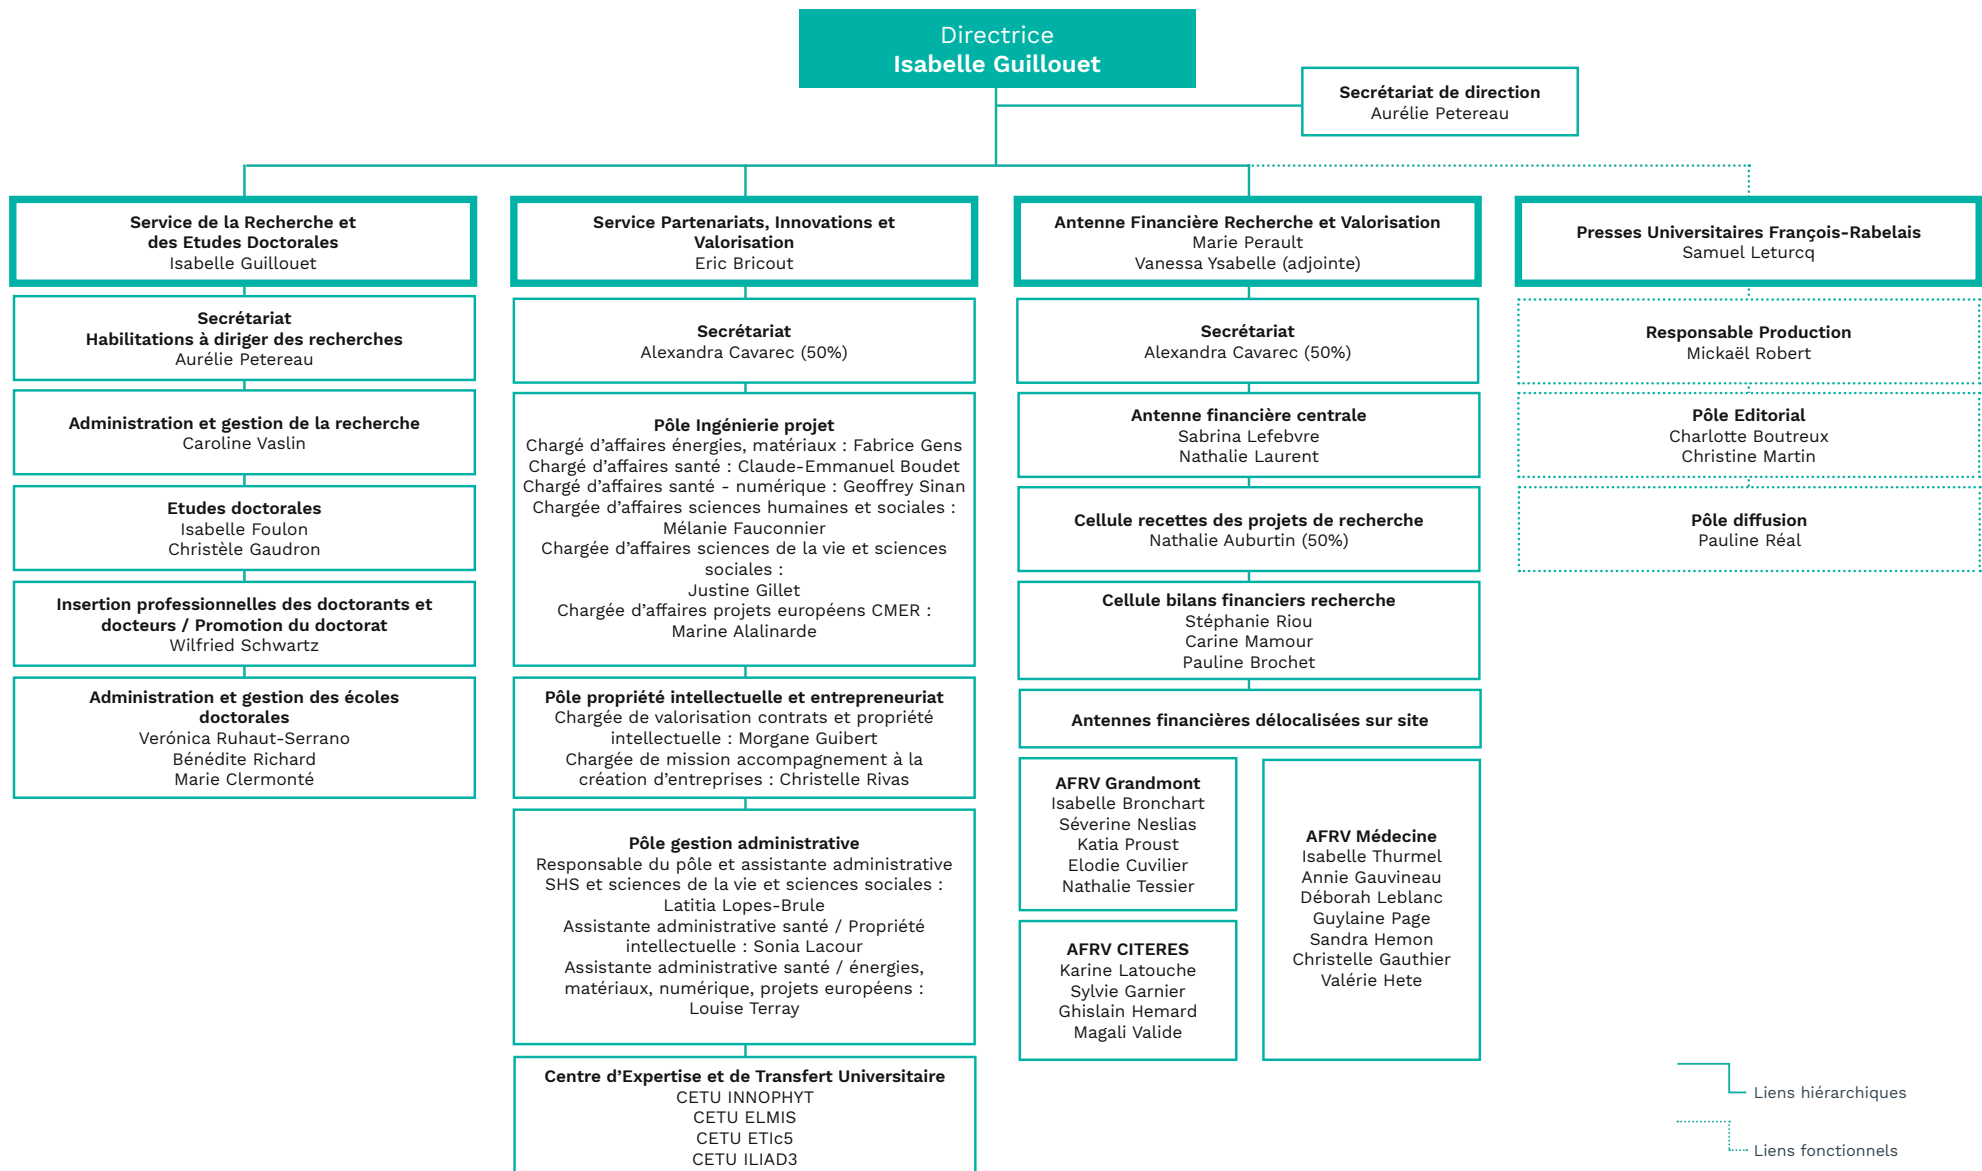 Directrice
Isabelle Guillouet
Secrétariat de direction
Aurélie Petereau
Service de la Recherche et
des Etudes Doctorales
Isabelle Guillouet
Secrétariat
Habilitations à diriger des recherches
Aurélie Petereau
Administration et gestion de la recherche
Caroline Vaslin
Etudes doctorales
Isabelle Foulon
Christèle Gaudron
Insertion professionnelles des doctorants et
docteurs / Promotion du doctorat
Wilfried Schwartz
Administration et gestion des écoles
doctorales
Verónica Ruhaut-Serrano
Bénédite Richard
Marie Clermonté
Service Partenariats, Innovations et
Valorisation
Eric Bricout
Secrétariat
Alexandra Cavarec (50%)
Pôle Ingénierie projet
Chargé d'affaires énergies, matériaux : Fabrice Gens
Chargé d'affaires santé : Claude-Emmanuel Boudet
Chargé d'affaires santé - numérique : Geoffrey Sinan
Chargée d'affaires sciences humaines et sociales :
Mélanie Fauconnier
Chargée d'affaires sciences de la vie et sciences
sociales :
Justine Gillet
Chargée d'affaires projets européens CMER :
Marine Alalinarde
Pôle propriété intellectuelle et entrepreneuriat
Chargée de valorisation contrats et propriété
intellectuelle : Morgane Guibert
Chargée de mission accompagnement à la
création d'entreprises : Christelle Rivas
Pôle gestion administrative
Responsable du pôle et assistante administrative
SHS et sciences de la vie et sciences sociales :
Latitia Lopes-Brule
Assistante administrative santé / Propriété
intellectuelle : Sonia Lacour
Assistante administrative santé / énergies,
matériaux, numérique, projets européens :
Louise Terray
Centre d'Expertise et de Transfert Universitaire
CETU INNOPHYT
CETU ELMIS
CETU ETIc5
CETU ILIAD3
Antenne Financière Recherche et Valorisation
Marie Perault
Vanessa Ysabelle (adjointe)
Secrétariat
Alexandra Cavarec (50%)
Antenne financière centrale
Sabrina Lefebvre
Nathalie Laurent
Cellule recettes des projets de recherche
Nathalie Auburtin (50%)
Cellule bilans financiers recherche
Stéphanie Riou
Carine Mamour
Pauline Brochet
Antennes financières délocalisées sur site
AFRV Grandmont
Isabelle Bronchart
Séverine Neslias
Katia Proust
Elodie Cuvilier
Nathalie Tessier
AFRV CITERES
Karine Latouche
Sylvie Garnier
Ghislain Hemard
Magali Valide
AFRV Médecine
Isabelle Thurmel
Annie Gauvineau
Déborah Leblanc
Guylaine Page
Sandra Hemon
Christelle Gauthier
Valérie Hete
Presses Universitaires François-Rabelais
Samuel Leturcq
Responsable Production
Mickaël Robert
Pôle Editorial
Charlotte Boutreux
Christine Martin
Pôle diffusion
Pauline Réal
Liens hiérarchiques
Liens fonctionnels